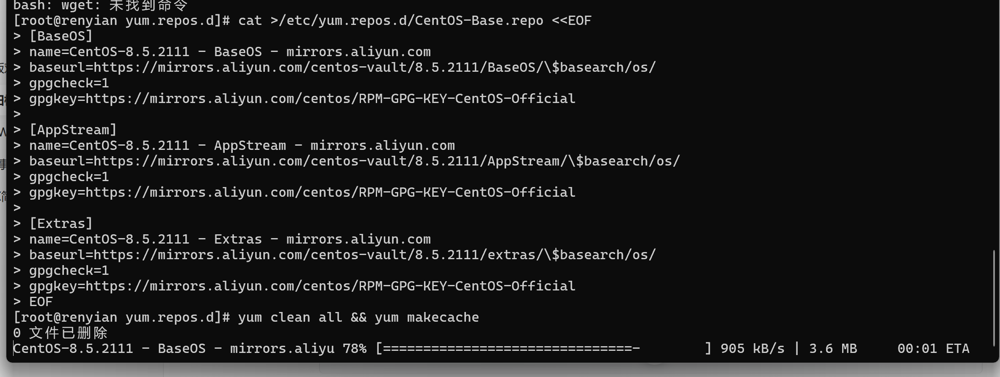 bash: wget: 未找到命令
[root@renyian yum.repos.d]# cat >/etc/yum.repos.d/CentOS-Base.repo <<EOF
> [BaseOS]
> name=CentOS-8.5.2111 - BaseOS - mirrors.aliyun.com
> baseurl=https://mirrors.aliyun.com/centos-vault/8.5.2111/BaseOS/\$basearch/os/
> gpgcheck=1
> gpgkey=https://mirrors.aliyun.com/centos/RPM-GPG-KEY-CentOS-Official
>
> [AppStream]
> name=CentOS-8.5.2111 - AppStream - mirrors.aliyun.com
> baseurl=https://mirrors.aliyun.com/centos-vault/8.5.2111/AppStream/\$basearch/os/
> gpgcheck=1
> gpgkey=https://mirrors.aliyun.com/centos/RPM-GPG-KEY-CentOS-Official
>
> [Extras]
> name=CentOS-8.5.2111 - Extras - mirrors.aliyun.com
> baseurl=https://mirrors.aliyun.com/centos-vault/8.5.2111/extras/\$basearch/os/
> gpgcheck=1
> gpgkey=https://mirrors.aliyun.com/centos/RPM-GPG-KEY-CentOS-Official
> EOF
[root@renyian yum.repos.d]# yum clean all && yum makecache
0 文件已删除
CentOS-8.5.2111 - BaseOS - mirrors.aliyu 78% [===============================-        ] 905 kB/s | 3.6 MB     00:01 ETA